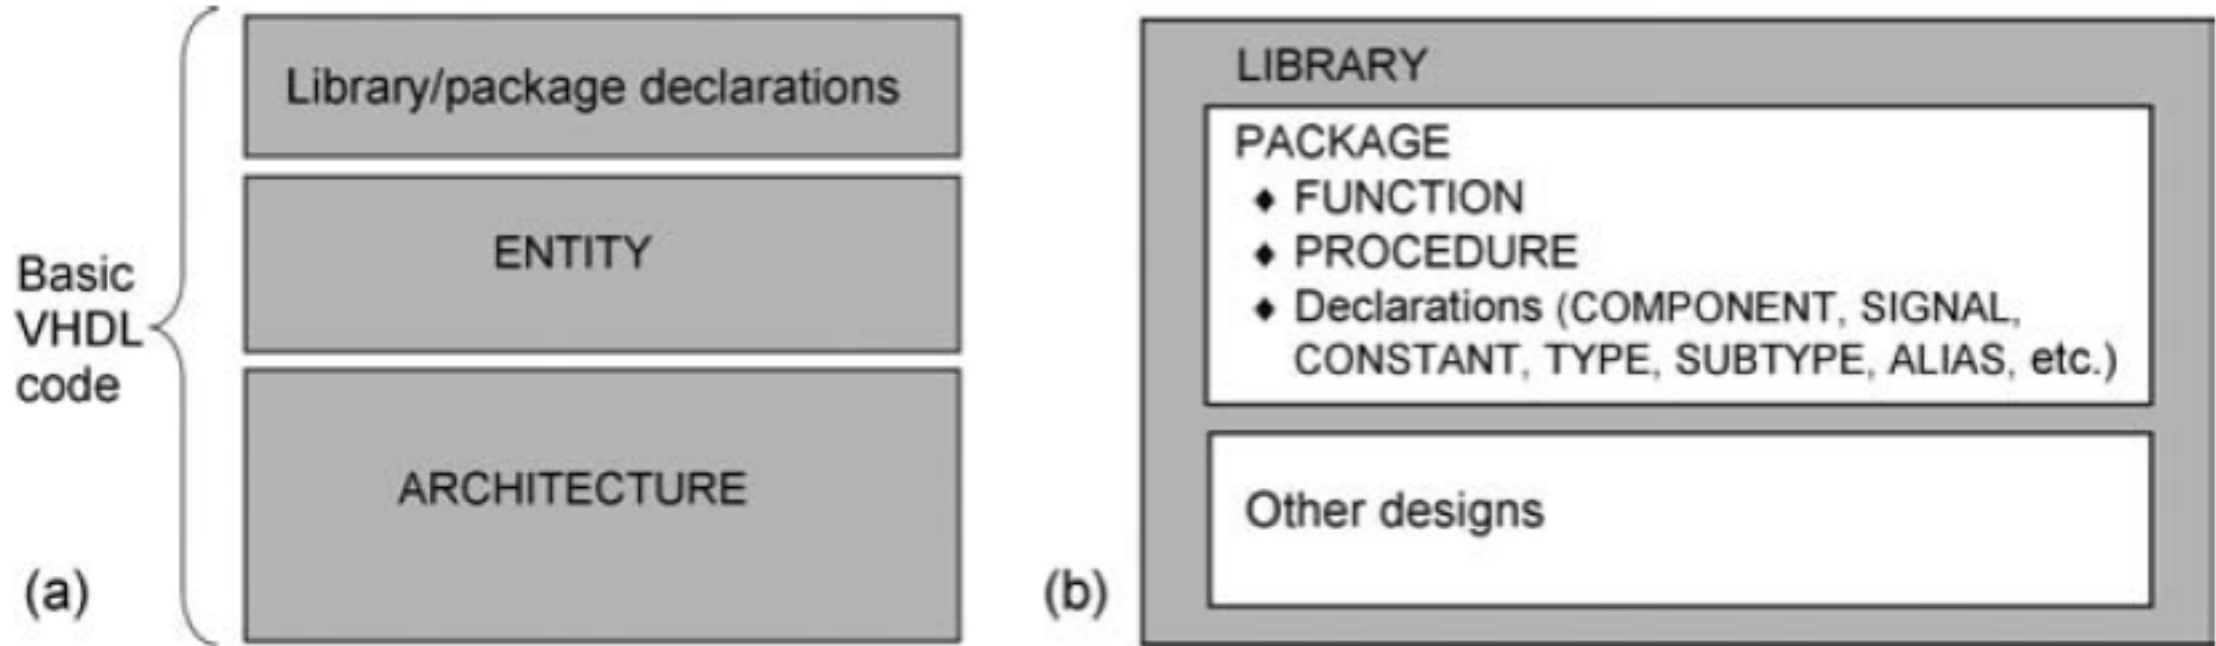 Basic
VHDL
code
Library/package declarations
ENTITY
ARCHITECTURE
(a)
LIBRARY
PACKAGE
♦ FUNCTION
♦ PROCEDURE
♦ Declarations (COMPONENT, SIGNAL,
CONSTANT, TYPE, SUBTYPE, ALIAS, etc.)
Other designs
(b)